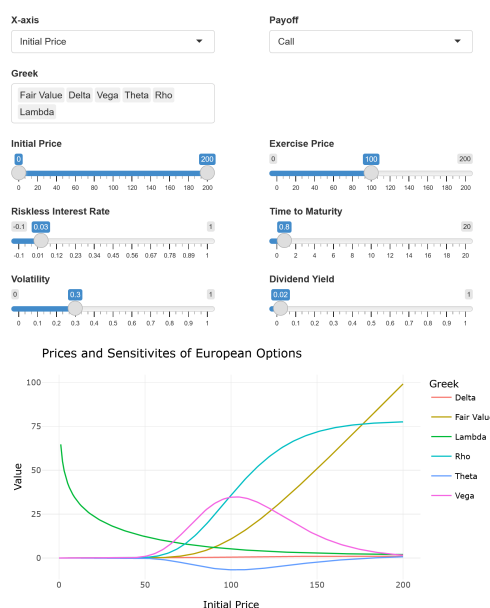 X-axis Payoff
Initial Price Call
Greek
Fair Value Delta Vega Theta Rho
Lambda
Initial Price Exercise Price
0 200 0 100 200
0 20 40 60 80 100 120 140 160 180 200 0 20 40 60 80 100 120 140 160 180 200
Riskless Interest Rate Time to Maturity
-0.1 0.03 1 0.8 20
-0.1 0.01 0.12 0.23 0.34 0.45 0.56 0.67 0.78 0.89 1 0 2 4 6 8 10 12 14 16 18 20
Volatility Dividend Yield
0 0.3 1 0.02 1
0 0.1 0.2 0.3 0.4 0.5 0.6 0.7 0.8 0.9 1 0 0.1 0.2 0.3 0.4 0.5 0.6 0.7 0.8 0.9 1
Prices and Sensitivites of European Options
Greek
Delta
Fair Valu
Lambda
Rho
Theta
Vega
Value
100
75
50
25
0
0 50 100 150 200
Initial Price